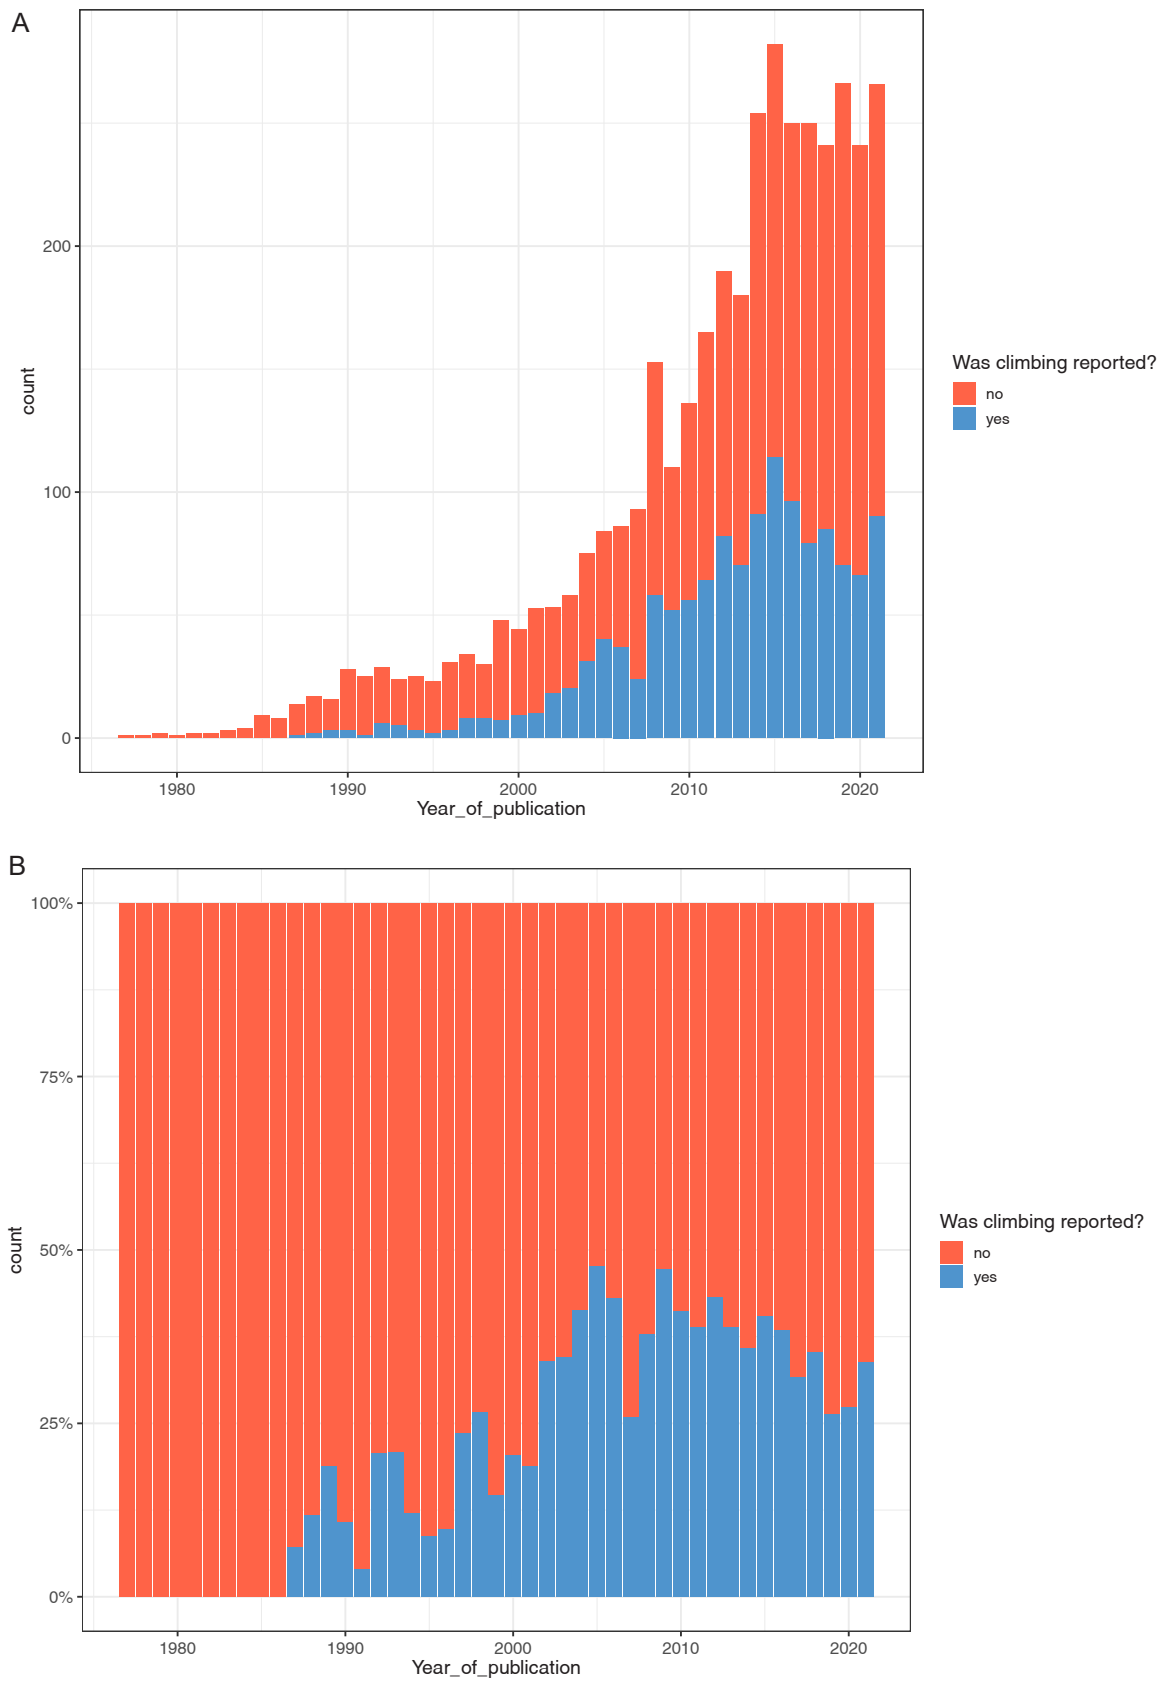 A
200
100
0
count
1980 1990 2000 2010 2020
Year_of_publication
Was climbing reported?
no
yes
B
100%
75%
50%
25%
0%
count
1980 1990 2000 2010 2020
Year_of_publication
Was climbing reported?
no
yes